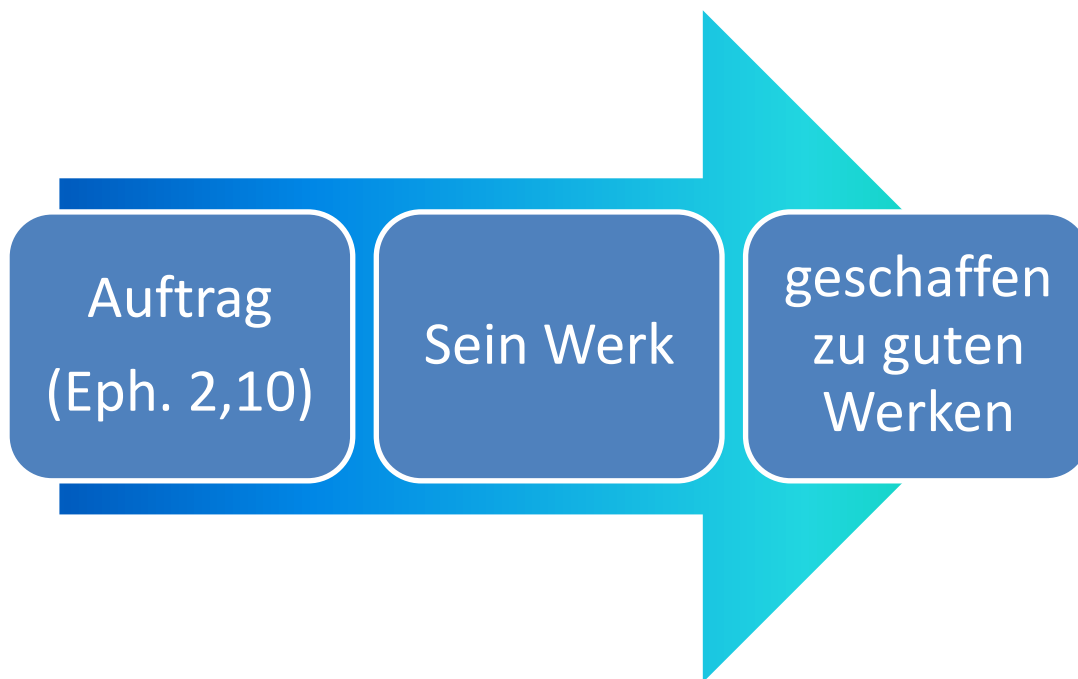 Auftrag
(Eph. 2,10)
Sein Werk
geschaffen
zu guten
Werken